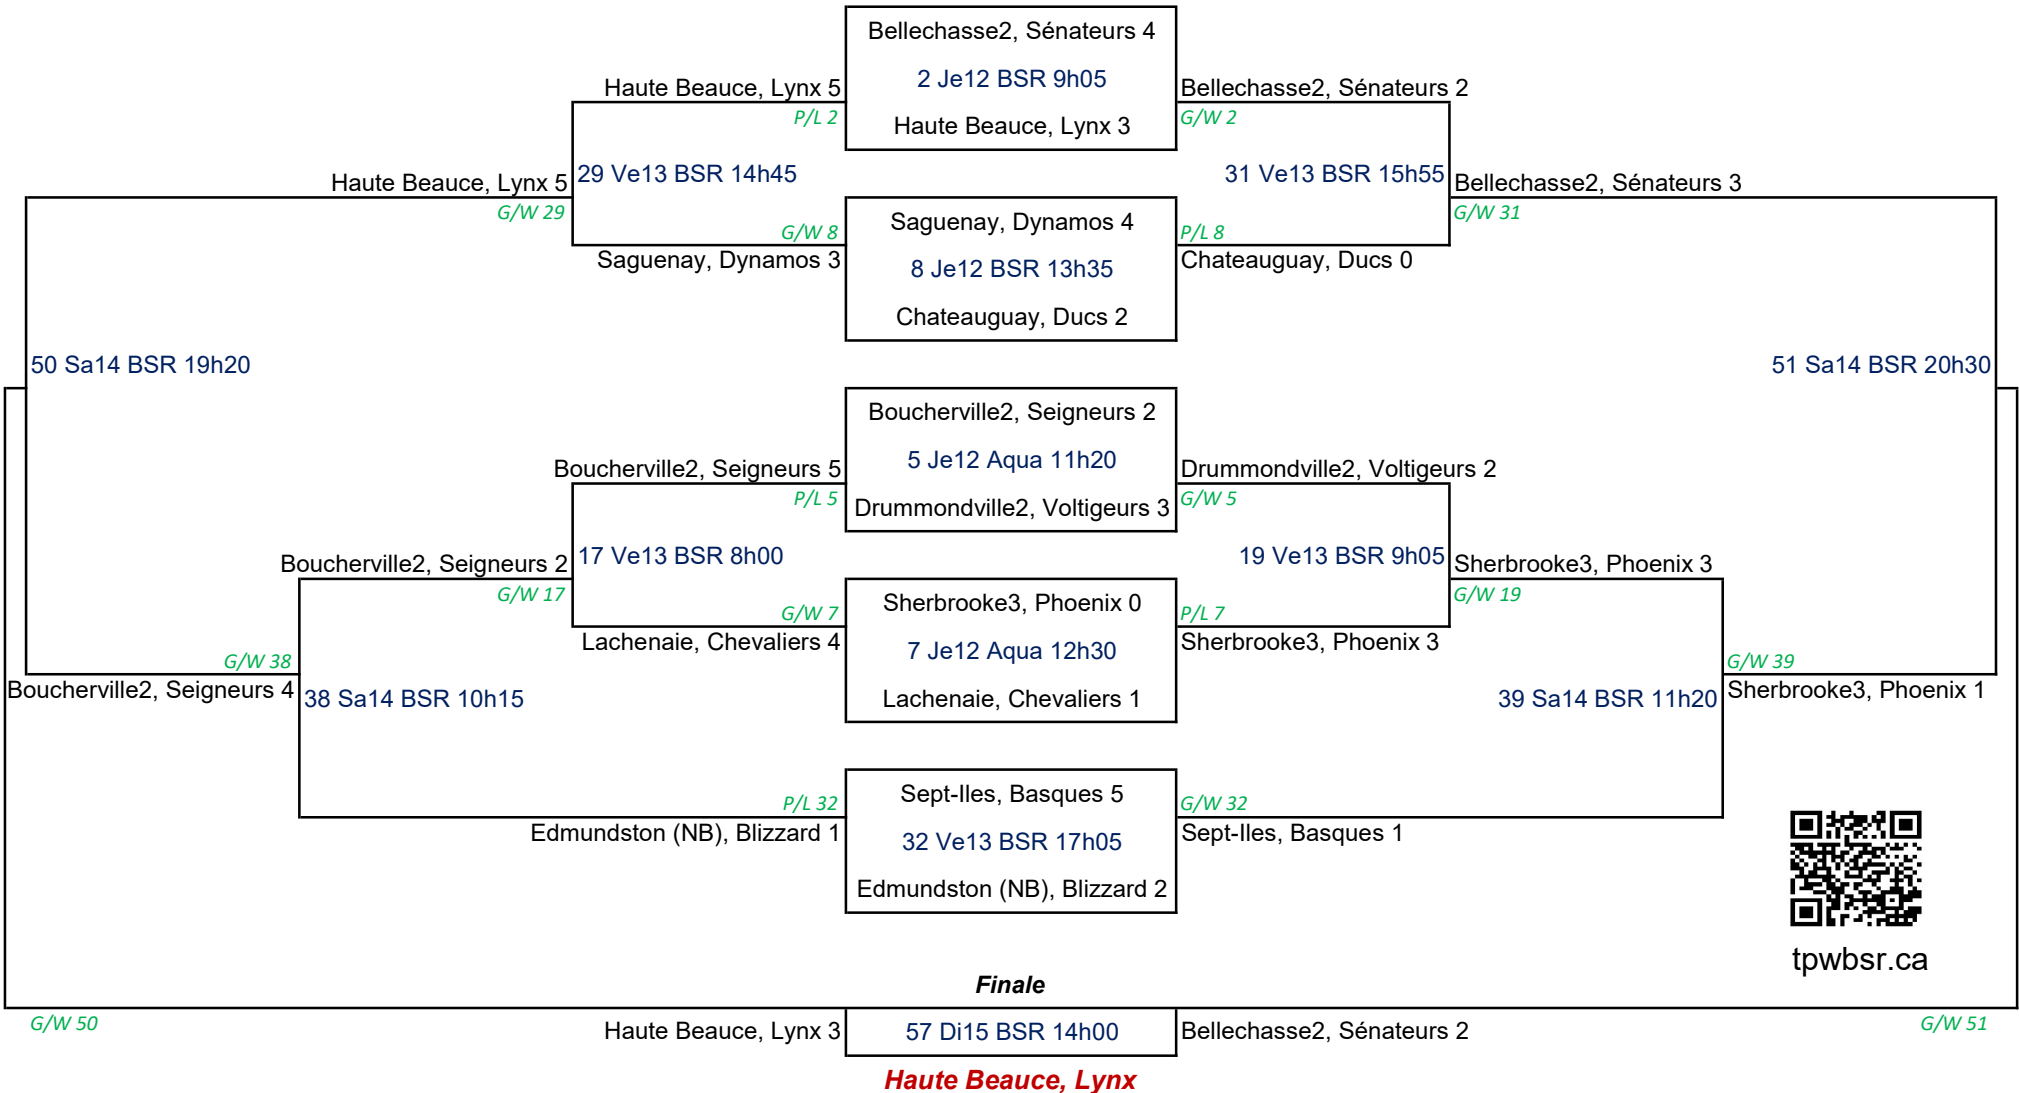 Bellechasse2, Sénateurs 4
2 Je12 BSR 9h05
Haute Beauce, Lynx 3
Haute Beauce, Lynx 5
P/L 2
Bellechasse2, Sénateurs 2
G/W 2
29 Ve13 BSR 14h45
31 Ve13 BSR 15h55
Haute Beauce, Lynx 5
G/W 29
Bellechasse2, Sénateurs 3
G/W 31
Saguenay, Dynamos 4
8 Je12 BSR 13h35
Chateauguay, Ducs 2
G/W 8
Saguenay, Dynamos 3
P/L 8
Chateauguay, Ducs 0
50 Sa14 BSR 19h20
51 Sa14 BSR 20h30
Boucherville2, Seigneurs 2
5 Je12 Aqua 11h20
Drummondville2, Voltigeurs 3
Boucherville2, Seigneurs 5
P/L 5
Drummondville2, Voltigeurs 2
G/W 5
17 Ve13 BSR 8h00
19 Ve13 BSR 9h05
Boucherville2, Seigneurs 2
G/W 17
Sherbrooke3, Phoenix 3
G/W 19
Sherbrooke3, Phoenix 0
7 Je12 Aqua 12h30
Lachenaie, Chevaliers 1
G/W 7
Lachenaie, Chevaliers 4
P/L 7
Sherbrooke3, Phoenix 3
G/W 38
Boucherville2, Seigneurs 4
38 Sa14 BSR 10h15
39 Sa14 BSR 11h20
G/W 39
Sherbrooke3, Phoenix 1
Sept-Iles, Basques 5
32 Ve13 BSR 17h05
Edmundston (NB), Blizzard 2
P/L 32
Edmundston (NB), Blizzard 1
G/W 32
Sept-Iles, Basques 1
tpwbsr.ca
Finale
G/W 50
Haute Beauce, Lynx 3
57 Di15 BSR 14h00
Bellechasse2, Sénateurs 2
G/W 51
Haute Beauce, Lynx